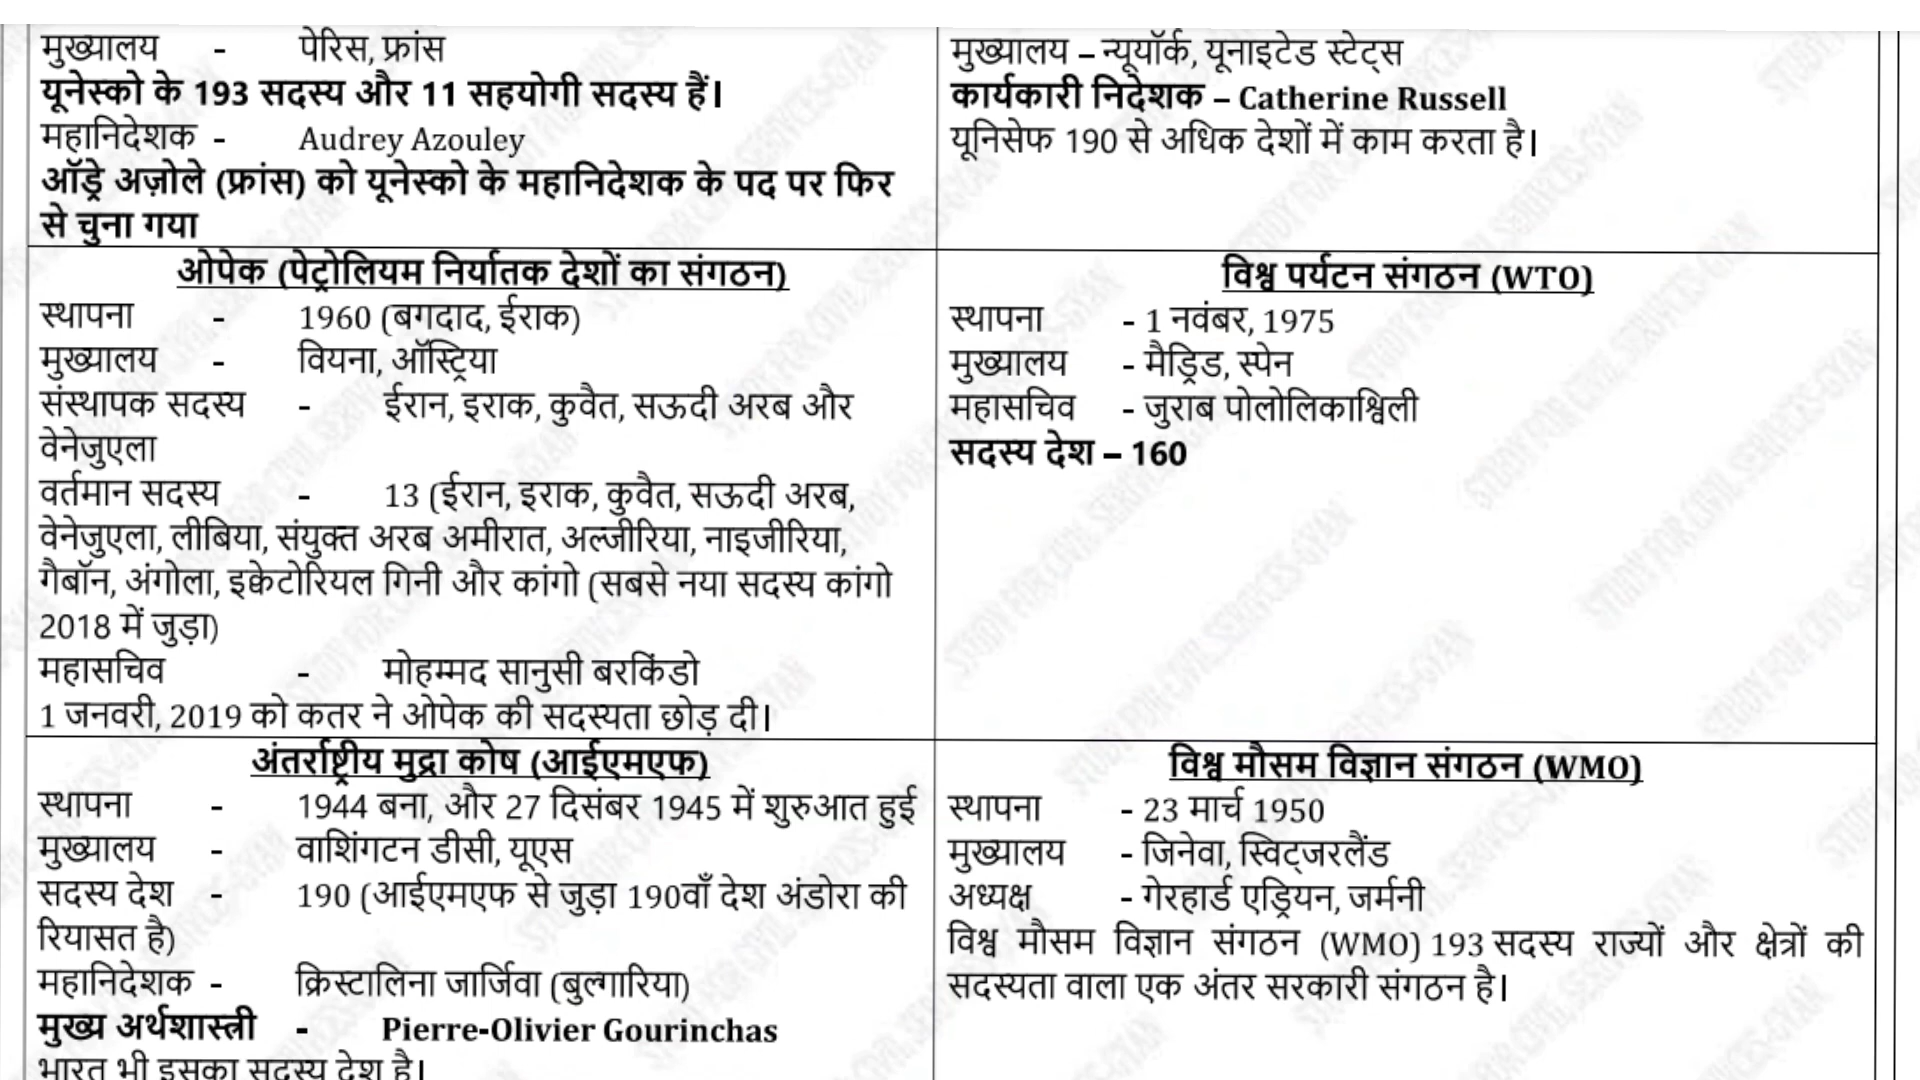 मुख्यालय - पेरिस, फ्रांस
यूनेस्को के 193 सदस्य और 11 सहयोगी सदस्य हैं।
महानिदेशक - Audrey Azouley
ऑड्रे अज़ोले (फ्रांस) को यूनेस्को के महानिदेशक के पद पर फिर
से चुना गया
मुख्यालय – न्यूयॉर्क, यूनाइटेड स्टेट्स
कार्यकारी निदेशक – Catherine Russell
यूनिसेफ 190 से अधिक देशों में काम करता है।
ओपेक (पेट्रोलियम निर्यातक देशों का संगठन)
स्थापना - 1960 (बगदाद, ईराक)
मुख्यालय - वियना, ऑस्ट्रिया
संस्थापक सदस्य - ईरान, इराक, कुवैत, सऊदी अरब और
वेनेजुएला
वर्तमान सदस्य - 13 (ईरान, इराक, कुवैत, सऊदी अरब,
वेनेजुएला, लीबिया, संयुक्त अरब अमीरात, अल्जीरिया, नाइजीरिया,
गैबॉन, अंगोला, इक्वेटोरियल गिनी और कांगो (सबसे नया सदस्य कांगो
2018 में जुड़ा)
महासचिव - मोहम्मद सानुसी बरकिंडो
1 जनवरी, 2019 को कतर ने ओपेक की सदस्यता छोड़ दी।
विश्व पर्यटन संगठन (WTO)
स्थापना - 1 नवंबर, 1975
मुख्यालय - मैड्रिड, स्पेन
महासचिव - जुराब पोलोलिकाश्विली
सदस्य देश – 160
अंतर्राष्ट्रीय मुद्रा कोष (आईएमएफ)
स्थापना - 1944 बना, और 27 दिसंबर 1945 में शुरुआत हुई
मुख्यालय - वाशिंगटन डीसी, यूएस
सदस्य देश - 190 (आईएमएफ से जुड़ा 190वाँ देश अंडोरा की
रियासत है)
महानिदेशक - क्रिस्टालिना जार्जिवा (बुल्गारिया)
मुख्य अर्थशास्त्री - Pierre-Olivier Gourinchas
भारत भी इसका सदस्य देश है।
विश्व मौसम विज्ञान संगठन (WMO)
स्थापना - 23 मार्च 1950
मुख्यालय - जिनेवा, स्विट्जरलैंड
अध्यक्ष - गेरहार्ड एड्रियन, जर्मनी
विश्व मौसम विज्ञान संगठन (WMO) 193 सदस्य राज्यों और क्षेत्रों की
सदस्यता वाला एक अंतर सरकारी संगठन है।